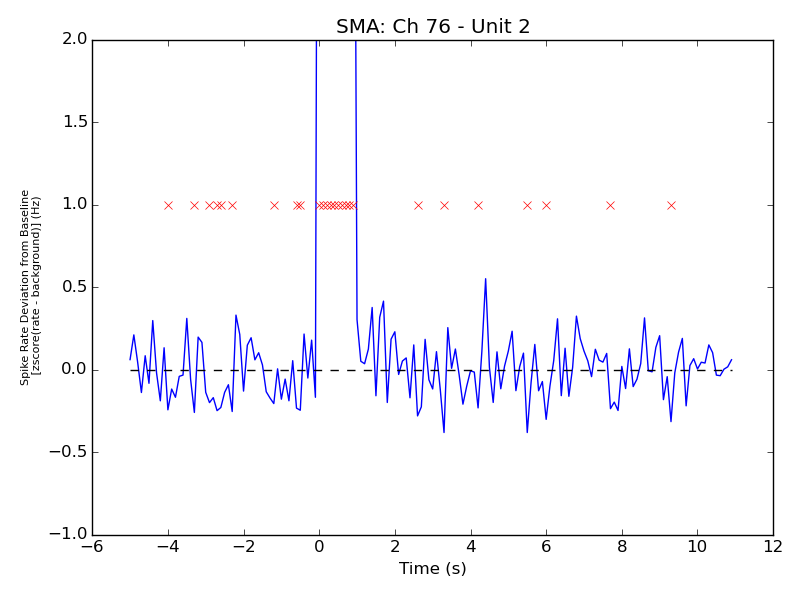 SMA: Ch 76 - Unit 2
2.0
1.5
1.0
0.5
0.0
−0.5
−1.0
Spike Rate Deviation from Baseline
[zscore(rate - background)] (Hz)
−6 −4 −2 0 2 4 6 8 10 12
Time (s)